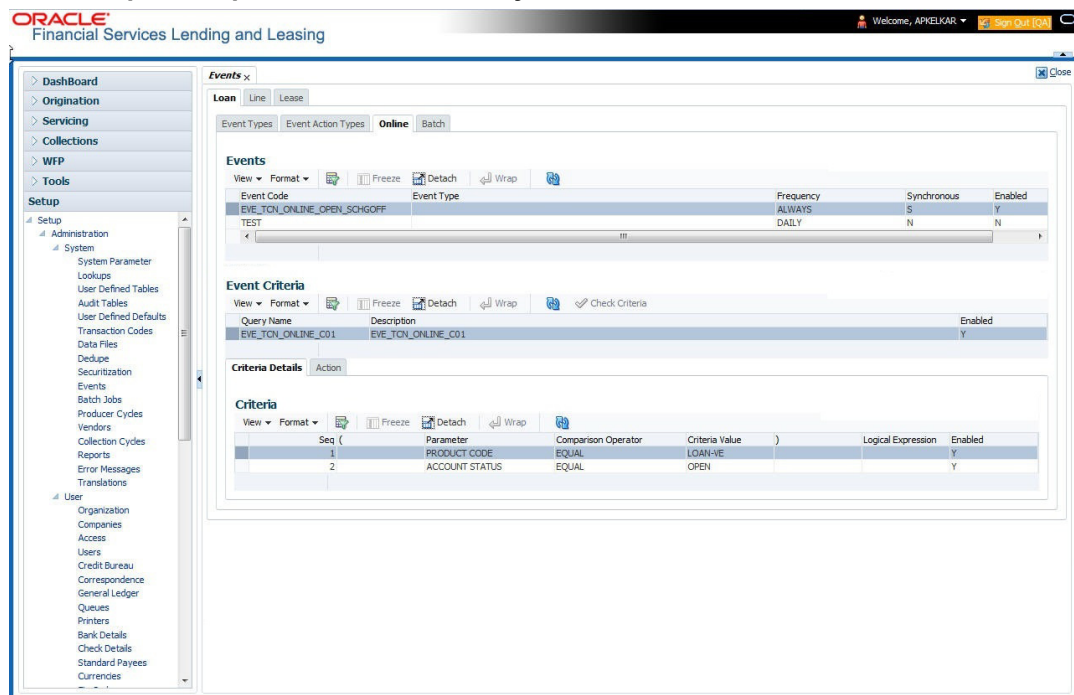 ORACLE
Financial Services Lending and Leasing
Welcome, APKELKAR
Sign Out [QA]
DashBoard
Origination
Servicing
Collections
WFP
Tools
Setup
Setup
Administration
System
System Parameter
Lookups
User Defined Tables
Audit Tables
User Defined Defaults
Transaction Codes
Data Files
Dedupe
Securitization
Events
Batch Jobs
Producer Cycles
Vendors
Collection Cycles
Reports
Error Messages
Translations
User
Organization
Companies
Access
Users
Credit Bureau
Correspondence
General Ledger
Queues
Printers
Bank Details
Check Details
Standard Payees
Currencies
Events x
Close
Loan Line Lease
Event Types Event Action Types Online Batch
Events
View Format Freeze Detach Wrap
Event Code Event Type Frequency Synchronous Enabled
EVE_TCN_ONLINE_OPEN_SCHGOFF ALWAYS S Y
TEST DAILY N N
Event Criteria
View Format Freeze Detach Wrap Check Criteria
Query Name Description Enabled
EVE_TCN_ONLINE_C01 EVE_TCN_ONLINE_C01 Y
Criteria Details Action
Criteria
View Format Freeze Detach Wrap
Seq ( Parameter Comparison Operator Criteria Value ) Logical Expression Enabled
1 PRODUCT CODE EQUAL LOAN-VE Y
2 ACCOUNT STATUS EQUAL OPEN Y